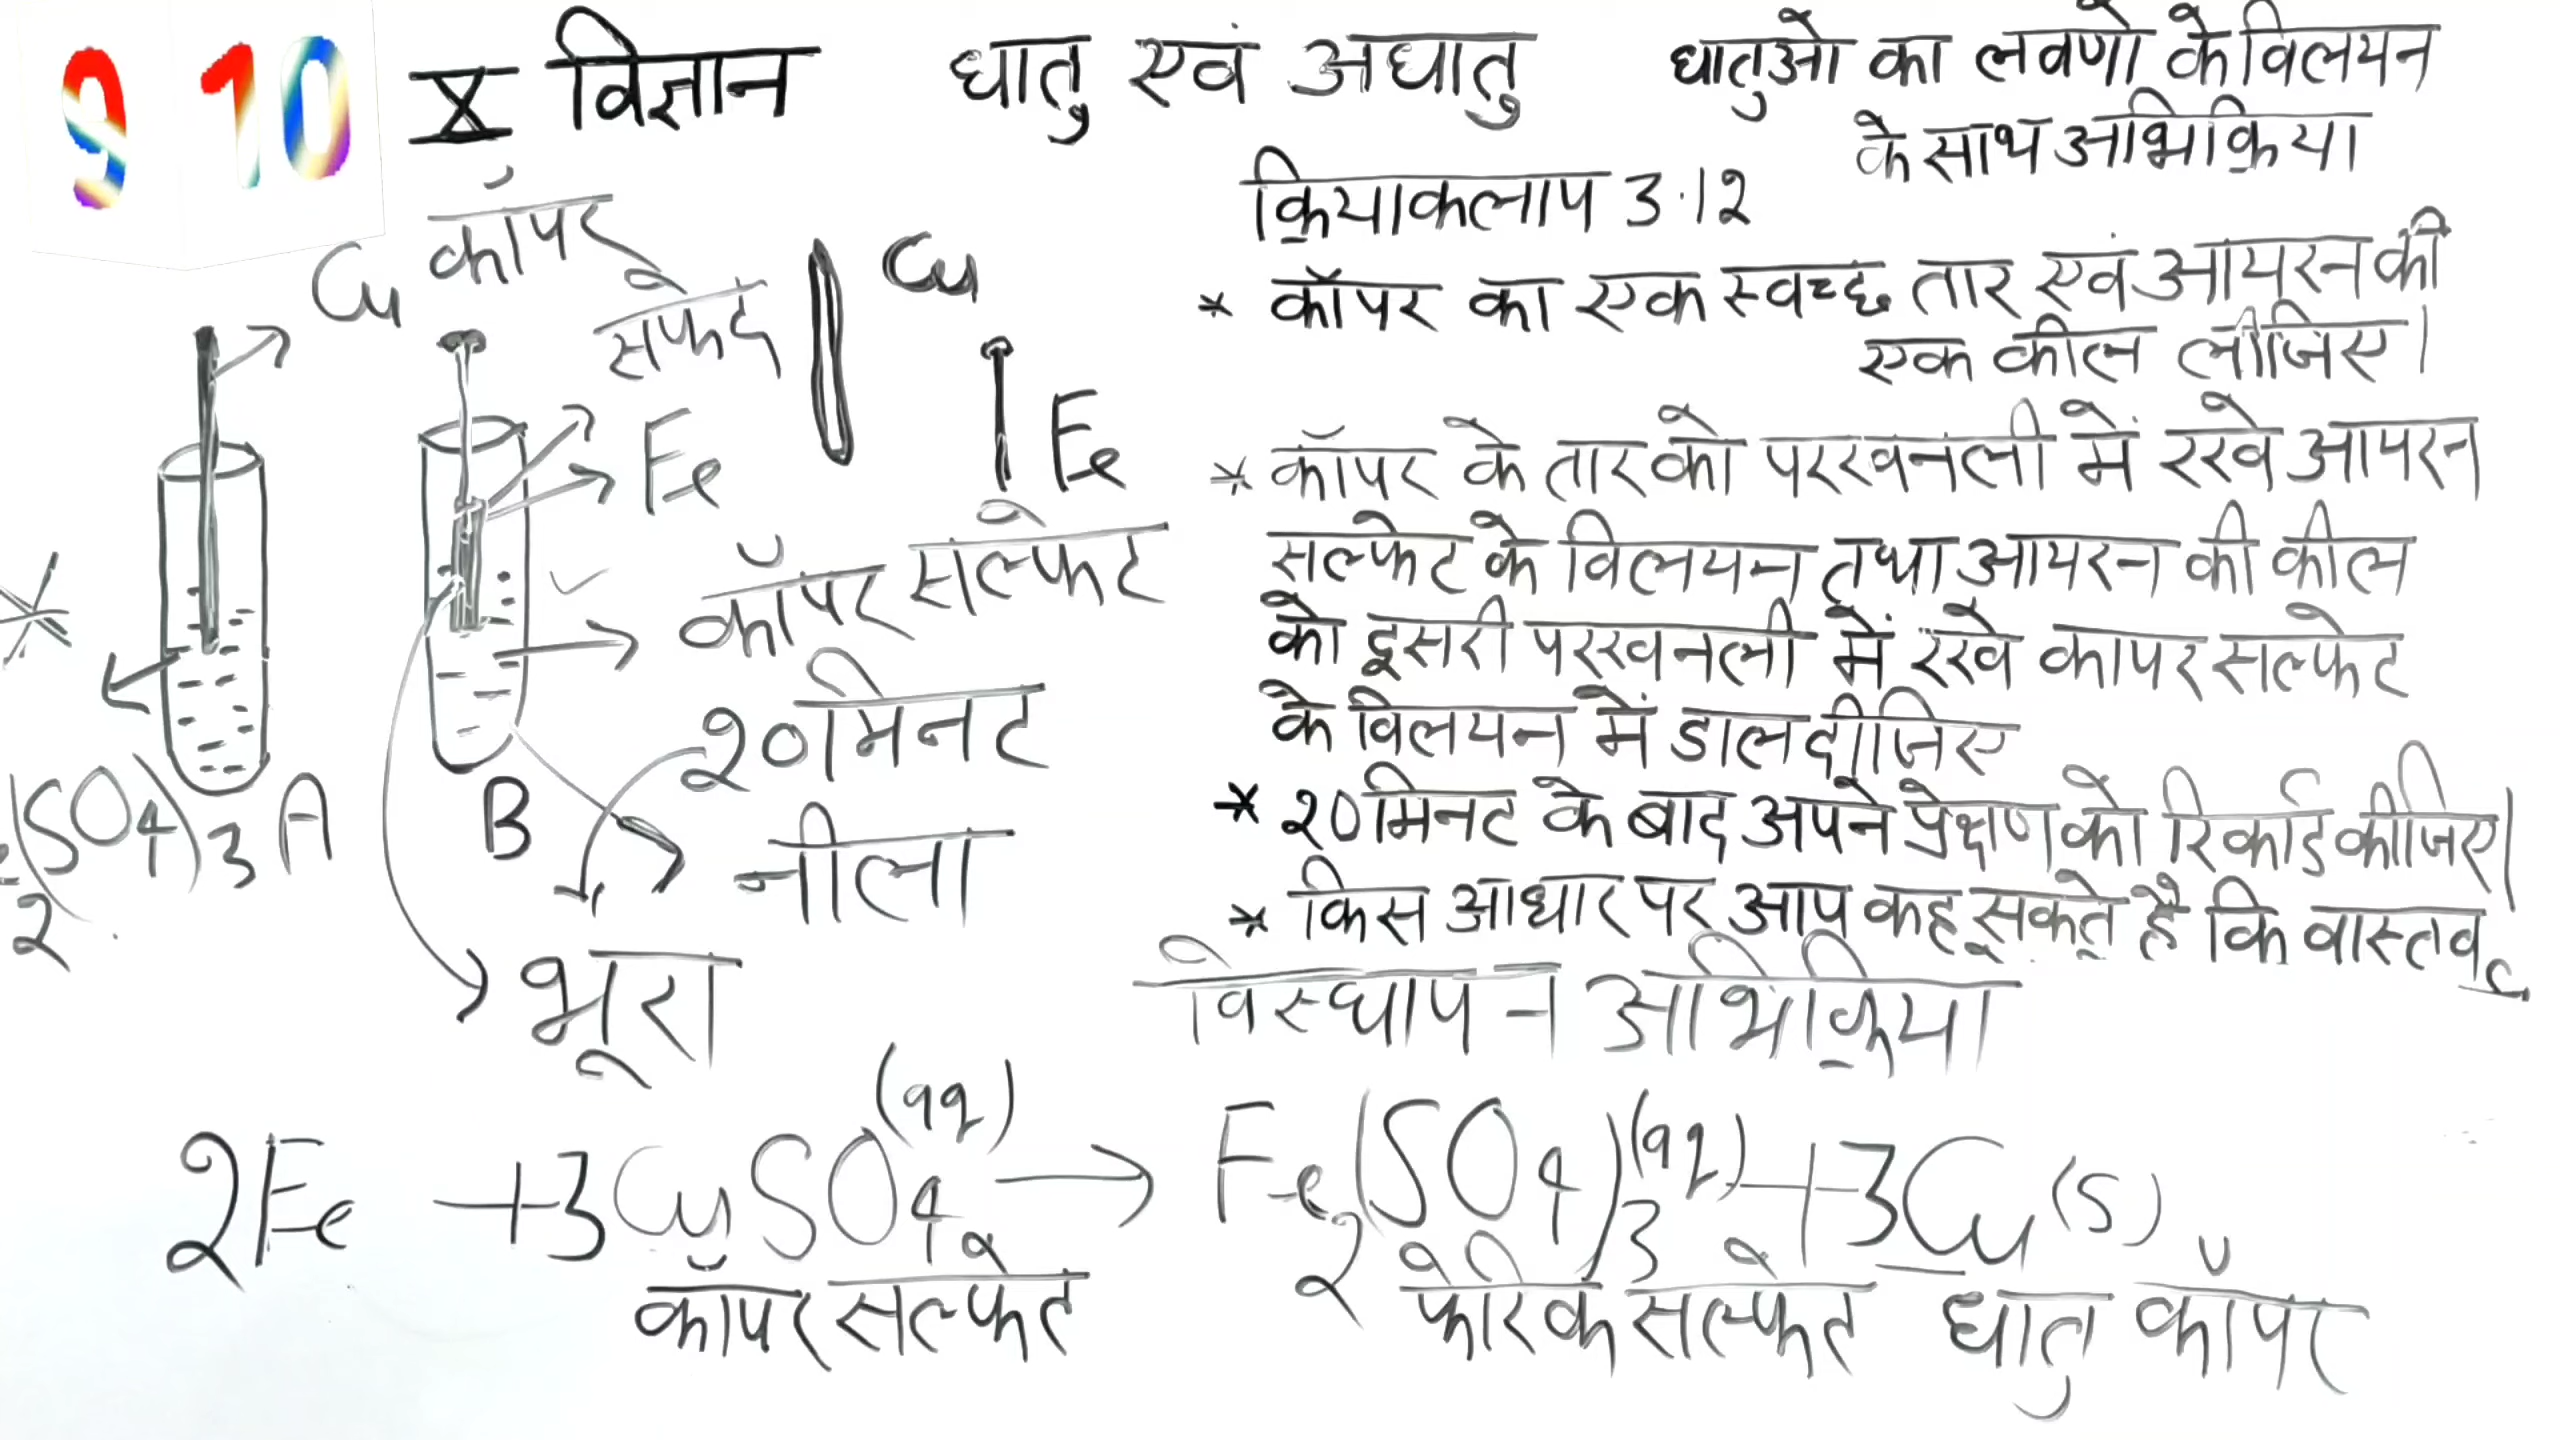 9 10
X विज्ञान धातु एवं अधातु धातुओ का लवणो के विलयन
के साथ अभिक्रिया
क्रियाकलाप 3.12
* कॉपर का एक स्वच्छ तार एवं आयरन की
एक कील लीजिए।
* कॉपर के तार को परखनली में रखे आयरन
सल्फेट के विलयन तथा आयरन की कील
को दूसरी परखनली में रखे कापर सल्फेट
के विलयन में डाल दीजिए
* २0 मिनट के बाद अपने प्रेक्षण को रिकार्ड कीजिए।
* किस आधार पर आप कह सकते है कि वास्तव
विस्थापन अभिक्रिया
Cu कॉपर
सफेद
Cu
Fe
Fe
कॉपर सल्फेट
२0 मिनट
नीला
भूरा
(SO4)3
2
A
B
2Fe + 3CuSO4 (aq) → Fe2(SO4)3 (aq) + 3Cu (s)
कॉपर सल्फेट फेरिक सल्फेट धातु कॉपर